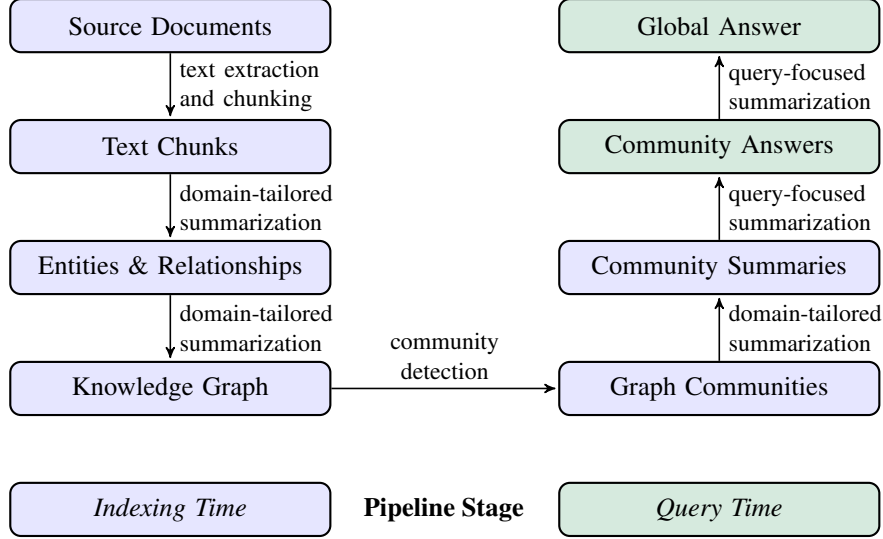 Source Documents
text extraction
and chunking
Text Chunks
domain-tailored
summarization
Entities & Relationships
domain-tailored
summarization
Knowledge Graph
community
detection
Graph Communities
domain-tailored
summarization
Community Summaries
query-focused
summarization
Community Answers
query-focused
summarization
Global Answer
Indexing Time
Pipeline Stage
Query Time